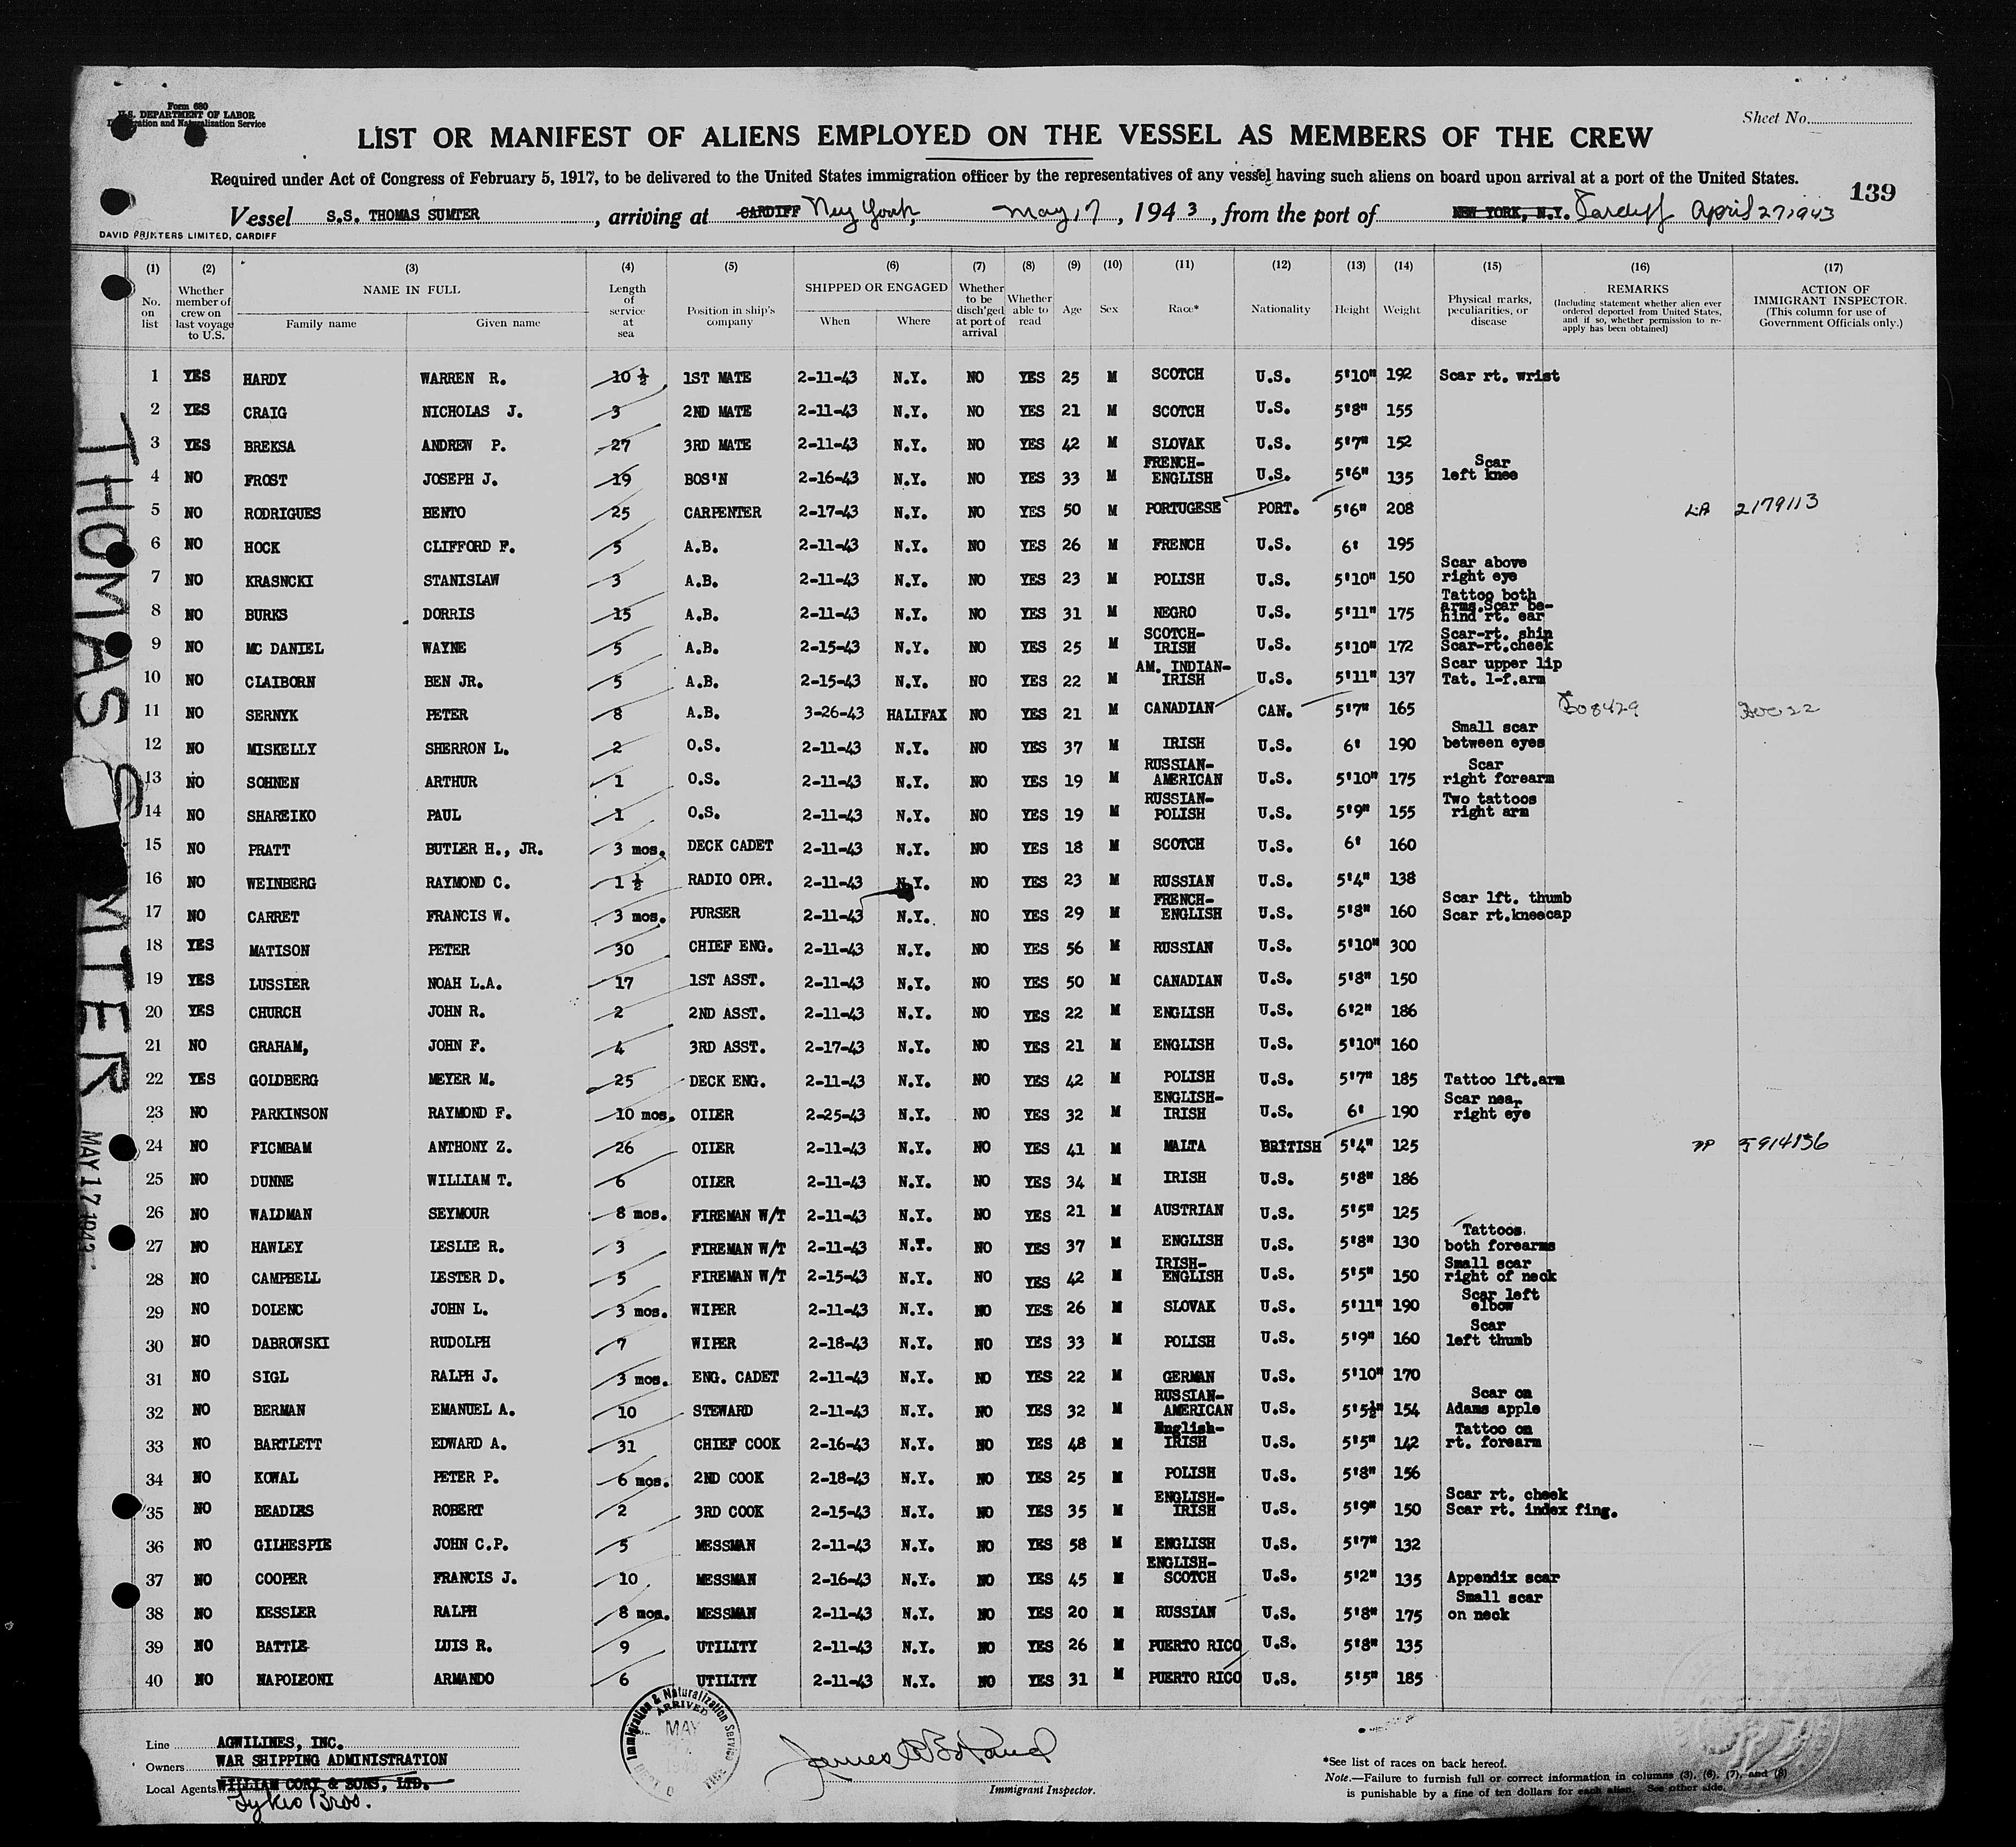 Form 680
U.S. DEPARTMENT OF LABOR
Immigration and Naturalization Service
Sheet No.
LIST OR MANIFEST OF ALIENS EMPLOYED ON THE VESSEL AS MEMBERS OF THE CREW
Required under Act of Congress of February 5, 1917, to be delivered to the United States immigration officer by the representatives of any vessel having such aliens on board upon arrival at a port of the United States.
139
Vessel S.S. THOMAS SUMTER, arriving at CARDIFF New York, May 17, 1943, from the port of NEW YORK, N.Y. Cardiff April 27 1943
DAVID PRINTERS LIMITED, CARDIFF
(1) (2) (3) (4) (5) (6) (7) (8) (9) (10) (11) (12) (13) (14) (15) (16) (17)
No. on list
Whether member of crew on last voyage to U.S.
NAME IN FULL
Family name Given name
Length of service at sea
Position in ship's company
SHIPPED OR ENGAGED
When Where
Whether to be disch'ged at port of arrival
Whether able to read
Age Sex Race* Nationality Height Weight
Physical marks, peculiarities, or disease
REMARKS
(Including statement whether alien ever ordered deported from United States, and if so, whether permission to re-apply has been obtained)
ACTION OF IMMIGRANT INSPECTOR.
(This column for use of Government Officials only.)
1 YES HARDY WARREN R. 10 ½ 1ST MATE 2-11-43 N.Y. NO YES 25 M SCOTCH U.S. 5'10" 192 Scar rt. wrist
2 YES CRAIG NICHOLAS J. 3 2ND MATE 2-11-43 N.Y. NO YES 21 M SCOTCH U.S. 5'8" 155
3 YES BREKSA ANDREW P. 27 3RD MATE 2-11-43 N.Y. NO YES 42 M SLOVAK U.S. 5'7" 152
4 NO FROST JOSEPH J. 19 BOS'N 2-16-43 N.Y. NO YES 33 M FRENCH-ENGLISH U.S. 5'6" 135 Scar left knee
5 NO RODRIGUES BENTO 25 CARPENTER 2-17-43 N.Y. NO YES 50 M PORTUGESE PORT. 5'6" 208 LA 2179113
6 NO HOCK CLIFFORD F. 5 A.B. 2-11-43 N.Y. NO YES 26 M FRENCH U.S. 6' 195
7 NO KRASNCKI STANISLAW 3 A.B. 2-11-43 N.Y. NO YES 23 M POLISH U.S. 5'10" 150 Scar above right eye
8 NO BURKS DORRIS 15 A.B. 2-11-43 N.Y. NO YES 31 M NEGRO U.S. 5'11" 175 Tattoo both arms.Scar be-hind rt. ear
9 NO MC DANIEL WAYNE 5 A.B. 2-15-43 N.Y. NO YES 25 M SCOTCH-IRISH U.S. 5'10" 172 Scar-rt. shin Scar-rt.cheek
10 NO CLAIBORN BEN JR. 5 A.B. 2-15-43 N.Y. NO YES 22 M AM. INDIAN-IRISH U.S. 5'11" 137 Scar upper lip Tat. l-f.arm
11 NO SERNYK PETER 8 A.B. 3-26-43 HALIFAX NO YES 21 M CANADIAN CAN. 5'7" 165
12 NO MISKELLY SHERRON L. 2 O.S. 2-11-43 N.Y. NO YES 37 M IRISH U.S. 6' 190 Small scar between eyes
13 NO SOHNEN ARTHUR 1 O.S. 2-11-43 N.Y. NO YES 19 M RUSSIAN-AMERICAN U.S. 5'10" 175 Scar right forearm
14 NO SHAREIKO PAUL 1 O.S. 2-11-43 N.Y. NO YES 19 M RUSSIAN-POLISH U.S. 5'9" 155 Two tattoos right arm
15 NO PRATT BUTLER H., JR. 3 mos. DECK CADET 2-11-43 N.Y. NO YES 18 M SCOTCH U.S. 6' 160
16 NO WEINBERG RAYMOND C. 1 ½ RADIO OPR. 2-11-43 N.Y. NO YES 23 M RUSSIAN U.S. 5'4" 138
17 NO CARRET FRANCIS W. 3 mos. PURSER 2-11-43 N.Y. NO YES 29 M FRENCH-ENGLISH U.S. 5'8" 160 Scar lft. thumb Scar rt.kneecap
18 YES MATISON PETER 30 CHIEF ENG. 2-11-43 N.Y. NO YES 56 M RUSSIAN U.S. 5'10" 300
19 YES LUSSIER NOAH L.A. 17 1ST ASST. 2-11-43 N.Y. NO YES 50 M CANADIAN U.S. 5'8" 150
20 YES CHURCH JOHN R. 2 2ND ASST. 2-11-43 N.Y. NO YES 22 M ENGLISH U.S. 6'2" 186
21 NO GRAHAM, JOHN F. 4 3RD ASST. 2-17-43 N.Y. NO YES 21 M ENGLISH U.S. 5'10" 160
22 YES GOLDBERG MEYER M. 25 DECK ENG. 2-11-43 N.Y. NO YES 42 M POLISH U.S. 5'7" 185 Tattoo lft.arm
23 NO PARKINSON RAYMOND F. 10 mos. OILER 2-25-43 N.Y. NO YES 32 M ENGLISH-IRISH U.S. 6' 190 Scar near right eye
24 NO FICMBAM ANTHONY Z. 26 OILER 2-11-43 N.Y. NO YES 41 M MALTA BRITISH 5'4" 125 PP 5914136
25 NO DUNNE WILLIAM T. 6 OILER 2-11-43 N.Y. NO YES 34 M IRISH U.S. 5'8" 186
26 NO WALDMAN SEYMOUR 8 mos. FIREMAN W/T 2-11-43 N.Y. NO YES 21 M AUSTRIAN U.S. 5'5" 125
27 NO HAWLEY LESLIE R. 3 FIREMAN W/T 2-11-43 N.Y. NO YES 37 M ENGLISH U.S. 5'8" 130 Tattoos both forearms
28 NO CAMPBELL LESTER D. 5 FIREMAN W/T 2-15-43 N.Y. NO YES 42 M IRISH-ENGLISH U.S. 5'5" 150 Small scar right of neck
29 NO DOLENC JOHN L. 3 mos. WIPER 2-11-43 N.Y. NO YES 26 M SLOVAK U.S. 5'11" 190 Scar left elbow
30 NO DABROWSKI RUDOLPH 7 WIPER 2-18-43 N.Y. NO YES 33 M POLISH U.S. 5'9" 160 Scar left thumb
31 NO SIGL RALPH J. 3 mos. ENG. CADET 2-11-43 N.Y. NO YES 22 M GERMAN U.S. 5'10" 170
32 NO BERMAN EMANUEL A. 10 STEWARD 2-11-43 N.Y. NO YES 32 M RUSSIAN-AMERICAN U.S. 5'5½" 154 Scar on Adams apple
33 NO BARTLETT EDWARD A. 31 CHIEF COOK 2-16-43 N.Y. NO YES 48 M English-IRISH U.S. 5'5" 142 Tattoo on rt. forearm
34 NO KOWAL PETER P. 6 mos. 2ND COOK 2-18-43 N.Y. NO YES 25 M POLISH U.S. 5'8" 156
35 NO BEADLES ROBERT 2 3RD COOK 2-15-43 N.Y. NO YES 35 M ENGLISH-IRISH U.S. 5'9" 150 Scar rt. cheek Scar rt. index fing.
36 NO GILHESPIE JOHN C.P. 5 MESSMAN 2-11-43 N.Y. NO YES 58 M ENGLISH U.S. 5'7" 132
37 NO COOPER FRANCIS J. 10 MESSMAN 2-16-43 N.Y. NO YES 45 M ENGLISH-SCOTCH U.S. 5'2" 135 Appendix scar
38 NO KESSLER RALPH 8 mos. MESSMAN 2-11-43 N.Y. NO YES 20 M RUSSIAN U.S. 5'8" 175 Small scar on neck
39 NO BATTLE LUIS R. 9 UTILITY 2-11-43 N.Y. NO YES 26 M PUERTO RICO U.S. 5'8" 135
40 NO NAPOLEONI ARMANDO 6 UTILITY 2-11-43 N.Y. NO YES 31 M PUERTO RICO U.S. 5'5" 185
THOMAS SUMTER
MAY 17 1943
Line AGWILINES, INC.
Owners WAR SHIPPING ADMINISTRATION
Local Agents WILLIAM CORY & SONS, LTD.
Lykes Bros.
Immigration & Naturalization Service
ARRIVED
MAY
Immigrant Inspector.
*See list of races on back hereof.
Note.—Failure to furnish full or correct information in columns (3), (6), (7), and (8)
is punishable by a fine of ten dollars for each alien. See other side.